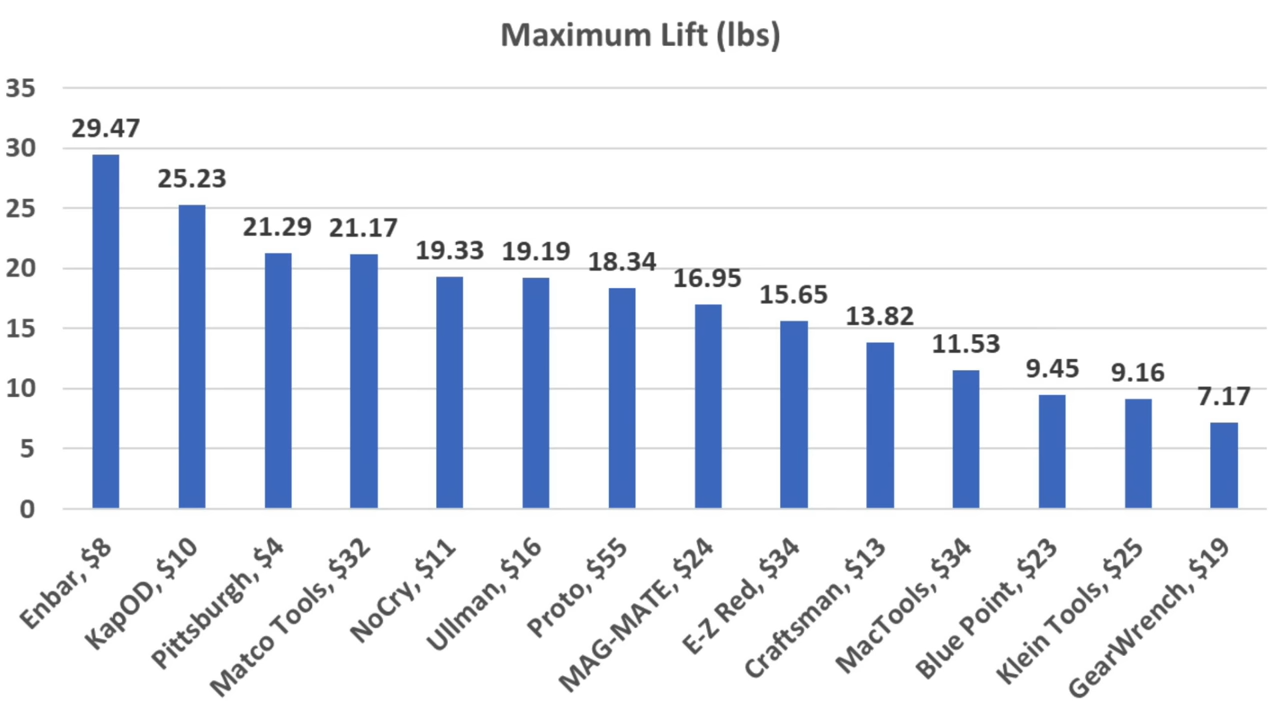 Maximum Lift (lbs)
35
30
25
20
15
10
5
0
29.47
25.23
21.29
21.17
19.33
19.19
18.34
16.95
15.65
13.82
11.53
9.45
9.16
7.17
Enbar, $8
KapOD, $10
Pittsburgh, $4
Matco Tools, $32
NoCry, $11
Ullman, $16
Proto, $55
MAG-MATE, $24
E-Z Red, $34
Craftsman, $13
MacTools, $34
Blue Point, $23
Klein Tools, $25
GearWrench, $19